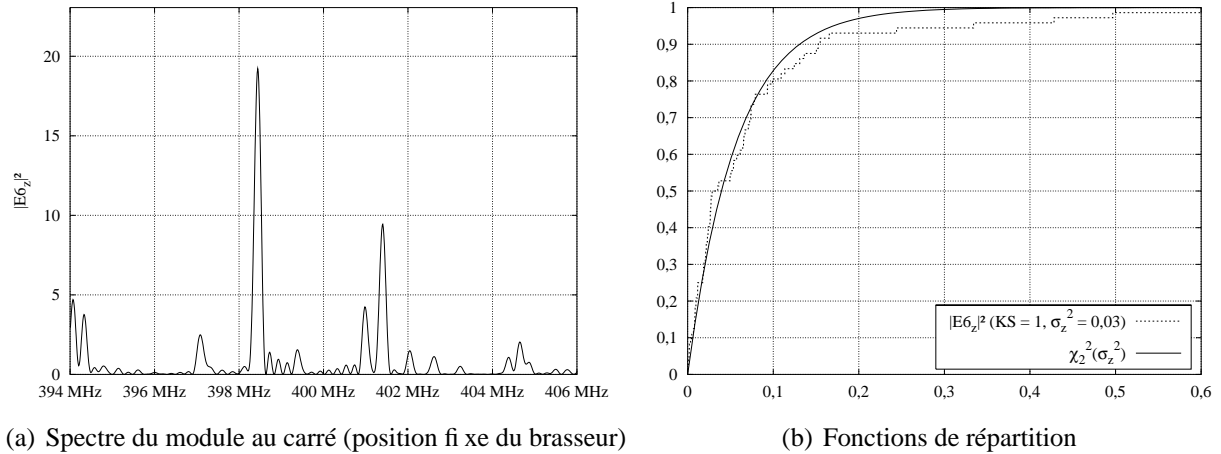 |E6z|²
20
15
10
5
0
394 MHz 396 MHz 398 MHz 400 MHz 402 MHz 404 MHz 406 MHz
(a) Spectre du module au carré (position fi xe du brasseur)
1
0,9
0,8
0,7
0,6
0,5
0,4
0,3
0,2
0,1
0
0 0,1 0,2 0,3 0,4 0,5 0,6
|E6z|² (KS = 1, σz² = 0,03)
χ2²(σz²)
(b) Fonctions de répartition